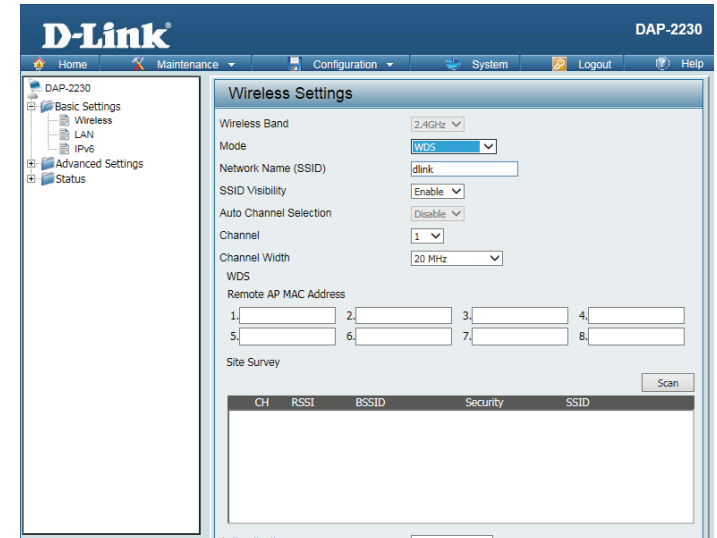 D-Link®
DAP-2230
Home Maintenance Configuration System Logout Help
DAP-2230
Basic Settings
Wireless
LAN
IPv6
Advanced Settings
Status
Wireless Settings
Wireless Band 2.4GHz
Mode WDS
Network Name (SSID) dlink
SSID Visibility Enable
Auto Channel Selection Disable
Channel 1
Channel Width 20 MHz
WDS
Remote AP MAC Address
1. 2. 3. 4.
5. 6. 7. 8.
Site Survey
Scan
CH RSSI BSSID Security SSID